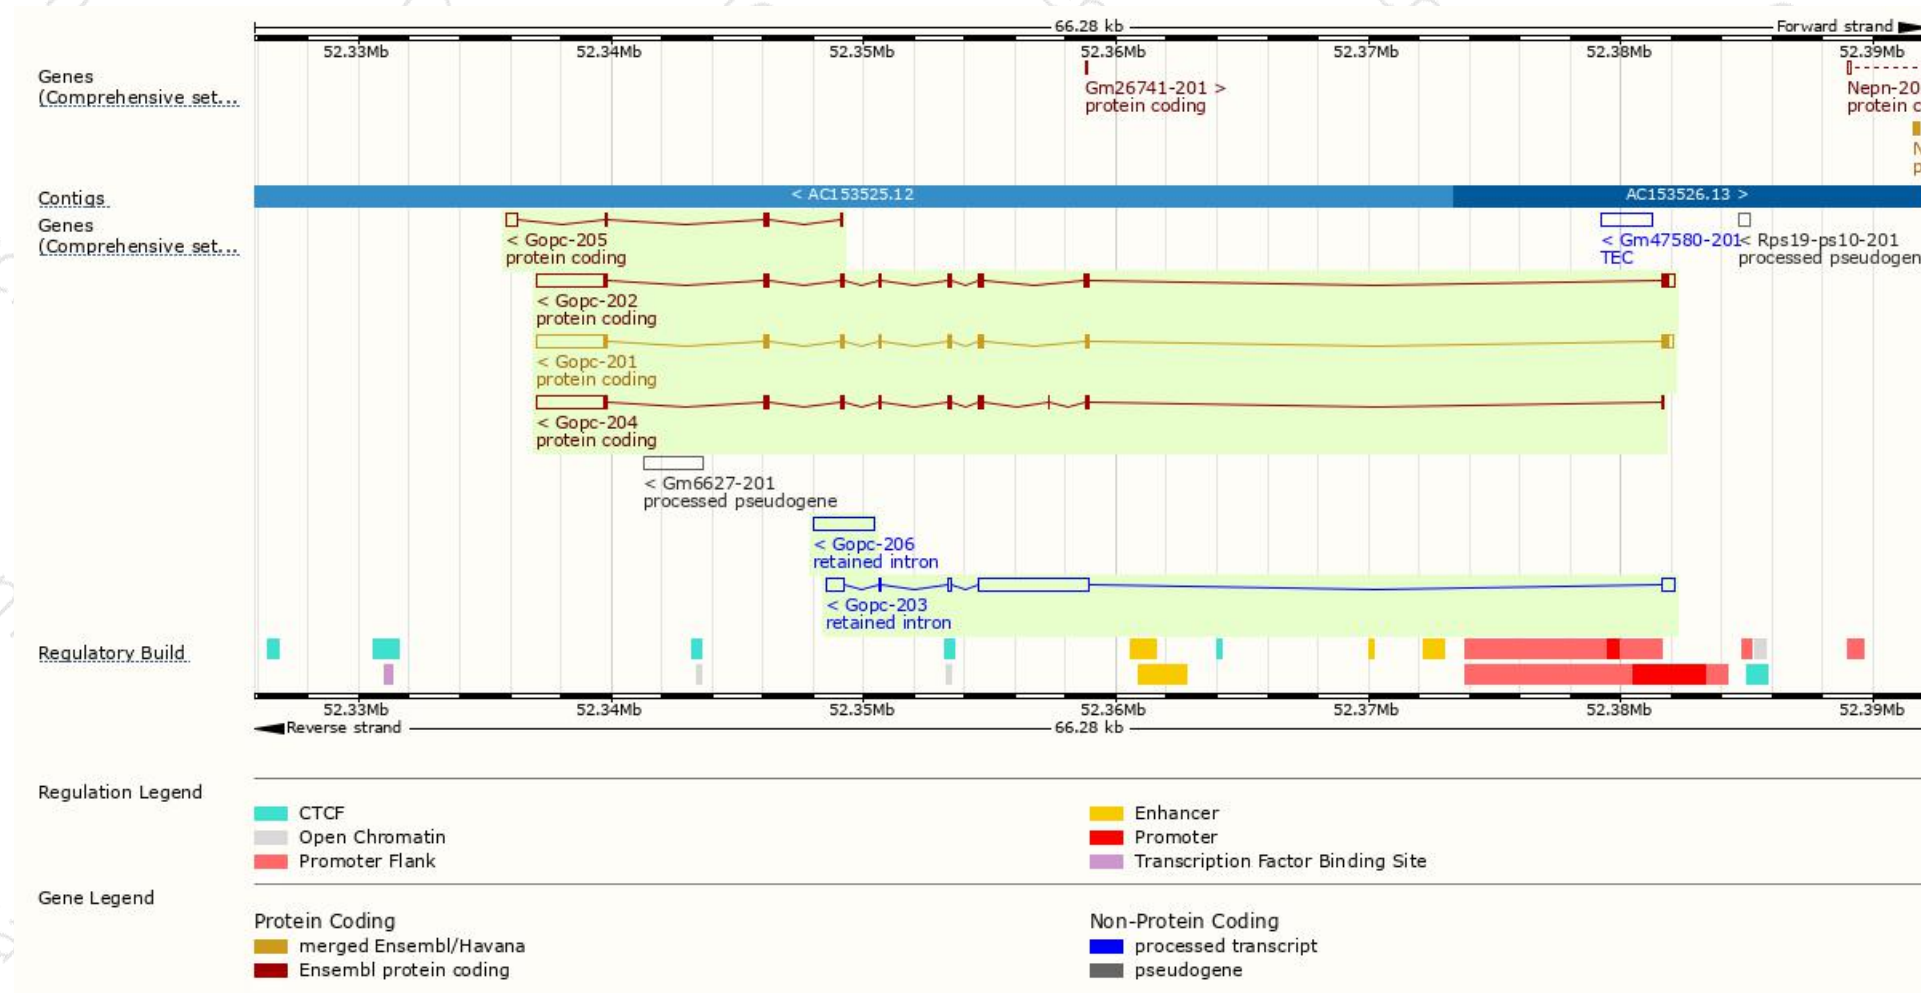 66.28 kb Forward strand
52.33Mb 52.34Mb 52.35Mb 52.36Mb 52.37Mb 52.38Mb 52.39Mb
Genes
(Comprehensive set...
Gm26741-201 >
protein coding
Nepn-20
protein c
N
p
Contigs
< AC153525.12 AC153526.13 >
Genes
(Comprehensive set...
< Gopc-205
protein coding
< Gm47580-201
TEC
< Rps19-ps10-201
processed pseudogen
< Gopc-202
protein coding
< Gopc-201
protein coding
< Gopc-204
protein coding
< Gm6627-201
processed pseudogene
< Gopc-206
retained intron
< Gopc-203
retained intron
Regulatory Build
52.33Mb 52.34Mb 52.35Mb 52.36Mb 52.37Mb 52.38Mb 52.39Mb
Reverse strand 66.28 kb
Regulation Legend
CTCF
Open Chromatin
Promoter Flank
Enhancer
Promoter
Transcription Factor Binding Site
Gene Legend
Protein Coding
merged Ensembl/Havana
Ensembl protein coding
Non-Protein Coding
processed transcript
pseudogene